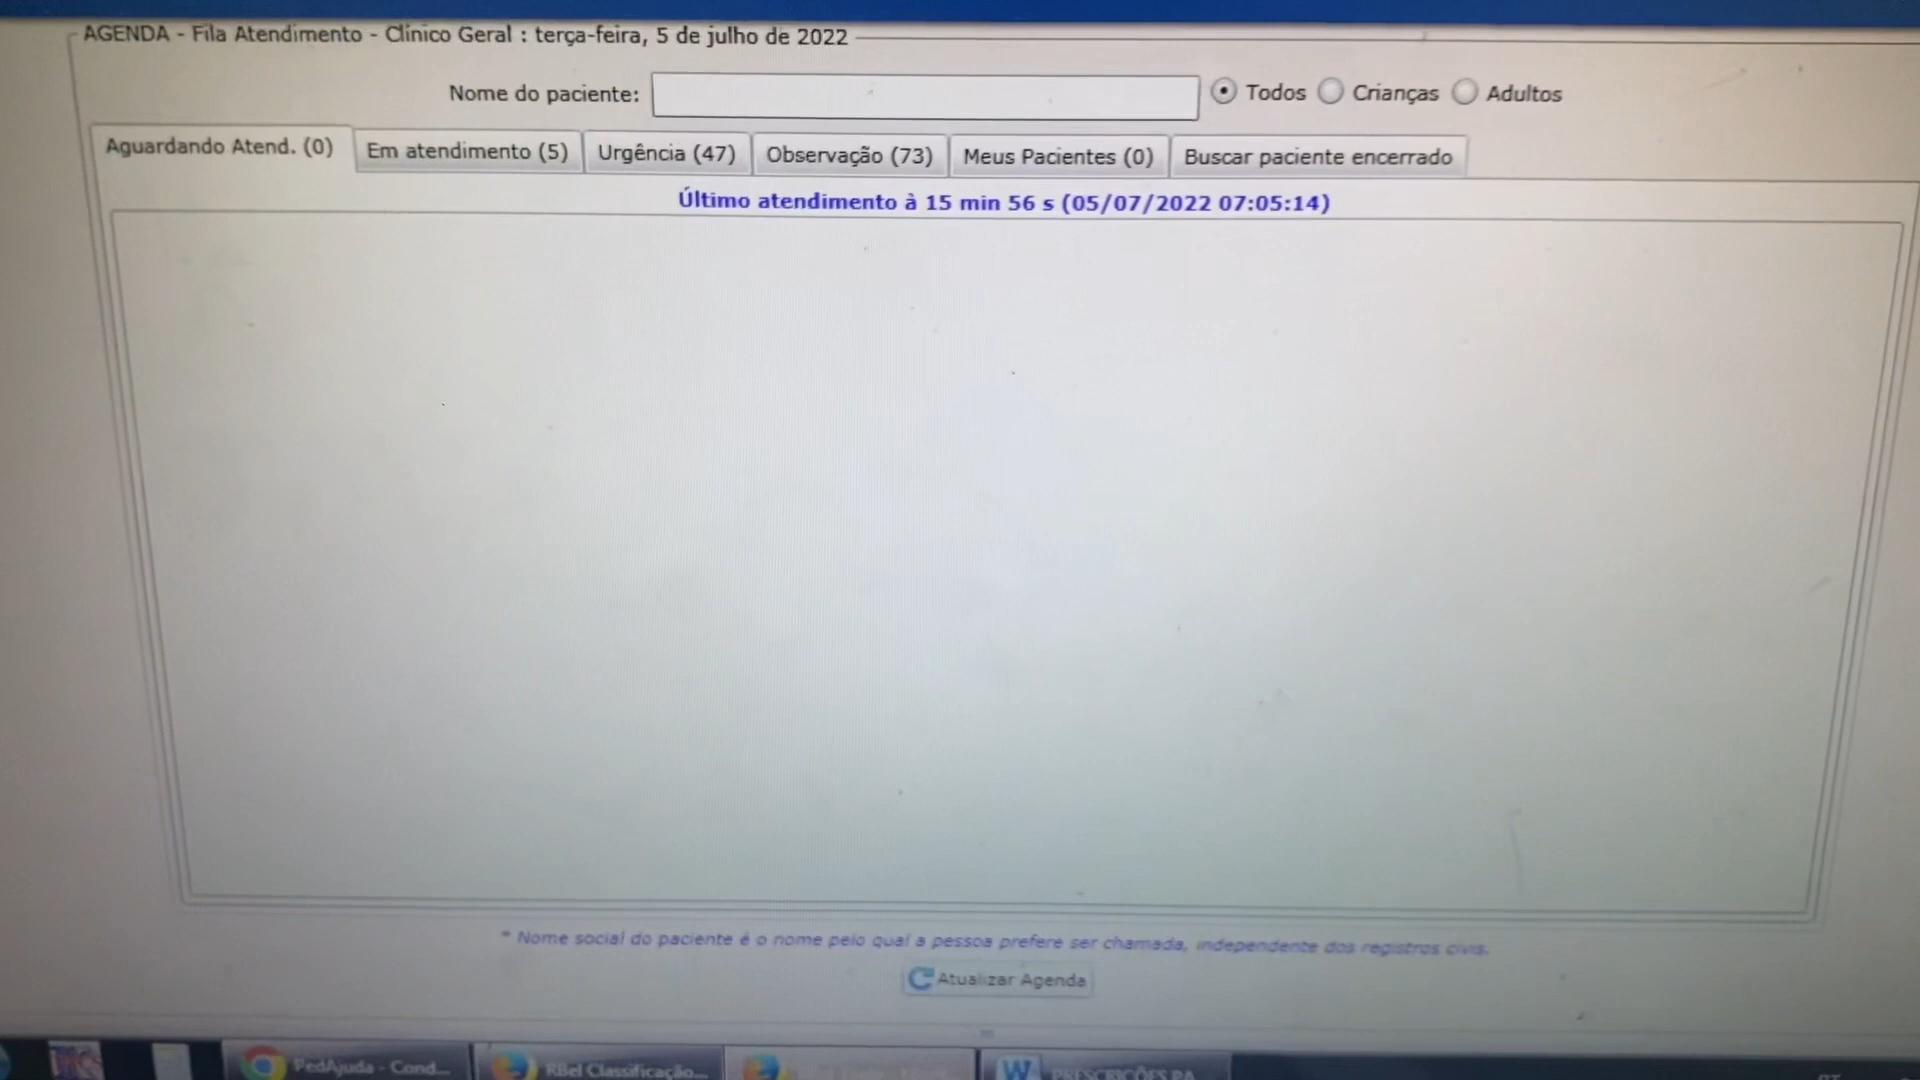 AGENDA - Fila Atendimento - Clínico Geral : terça-feira, 5 de julho de 2022
Nome do paciente: Todos Crianças Adultos
Aguardando Atend. (0) Em atendimento (5) Urgência (47) Observação (73) Meus Pacientes (0) Buscar paciente encerrado
Último atendimento à 15 min 56 s (05/07/2022 07:05:14)
* Nome social do paciente é o nome pelo qual a pessoa prefere ser chamada, independente dos registros civis.
Atualizar Agenda
PedAjuda - Cond... RBel Classificação... PRESCRIÇÕES PA